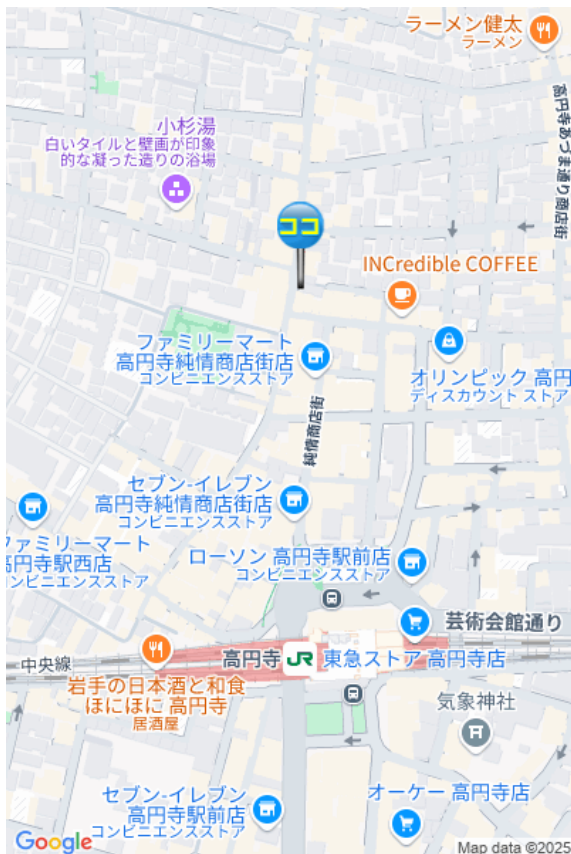 ラーメン健太
ラーメン
高円寺あづま通り商店街
小杉湯
白いタイルと壁画が印象
的な凝った造りの浴場
ココ
INCredible COFFEE
ファミリーマート
高円寺純情商店街店
コンビニエンスストア
オリンピック 高円
ディスカウント ストア
純情商店街
セブン-イレブン
高円寺純情商店街店
コンビニエンスストア
ファミリーマート
高円寺駅西店
コンビニエンスストア
ローソン 高円寺駅前店
コンビニエンスストア
芸術会館通り
中央線
高円寺
JR
東急ストア 高円寺店
岩手の日本酒と和食
ほにほに 高円寺
居酒屋
気象神社
セブン-イレブン
高円寺駅前店
コンビニエンスストア
オーケー 高円寺店
Google
Map data ©2025